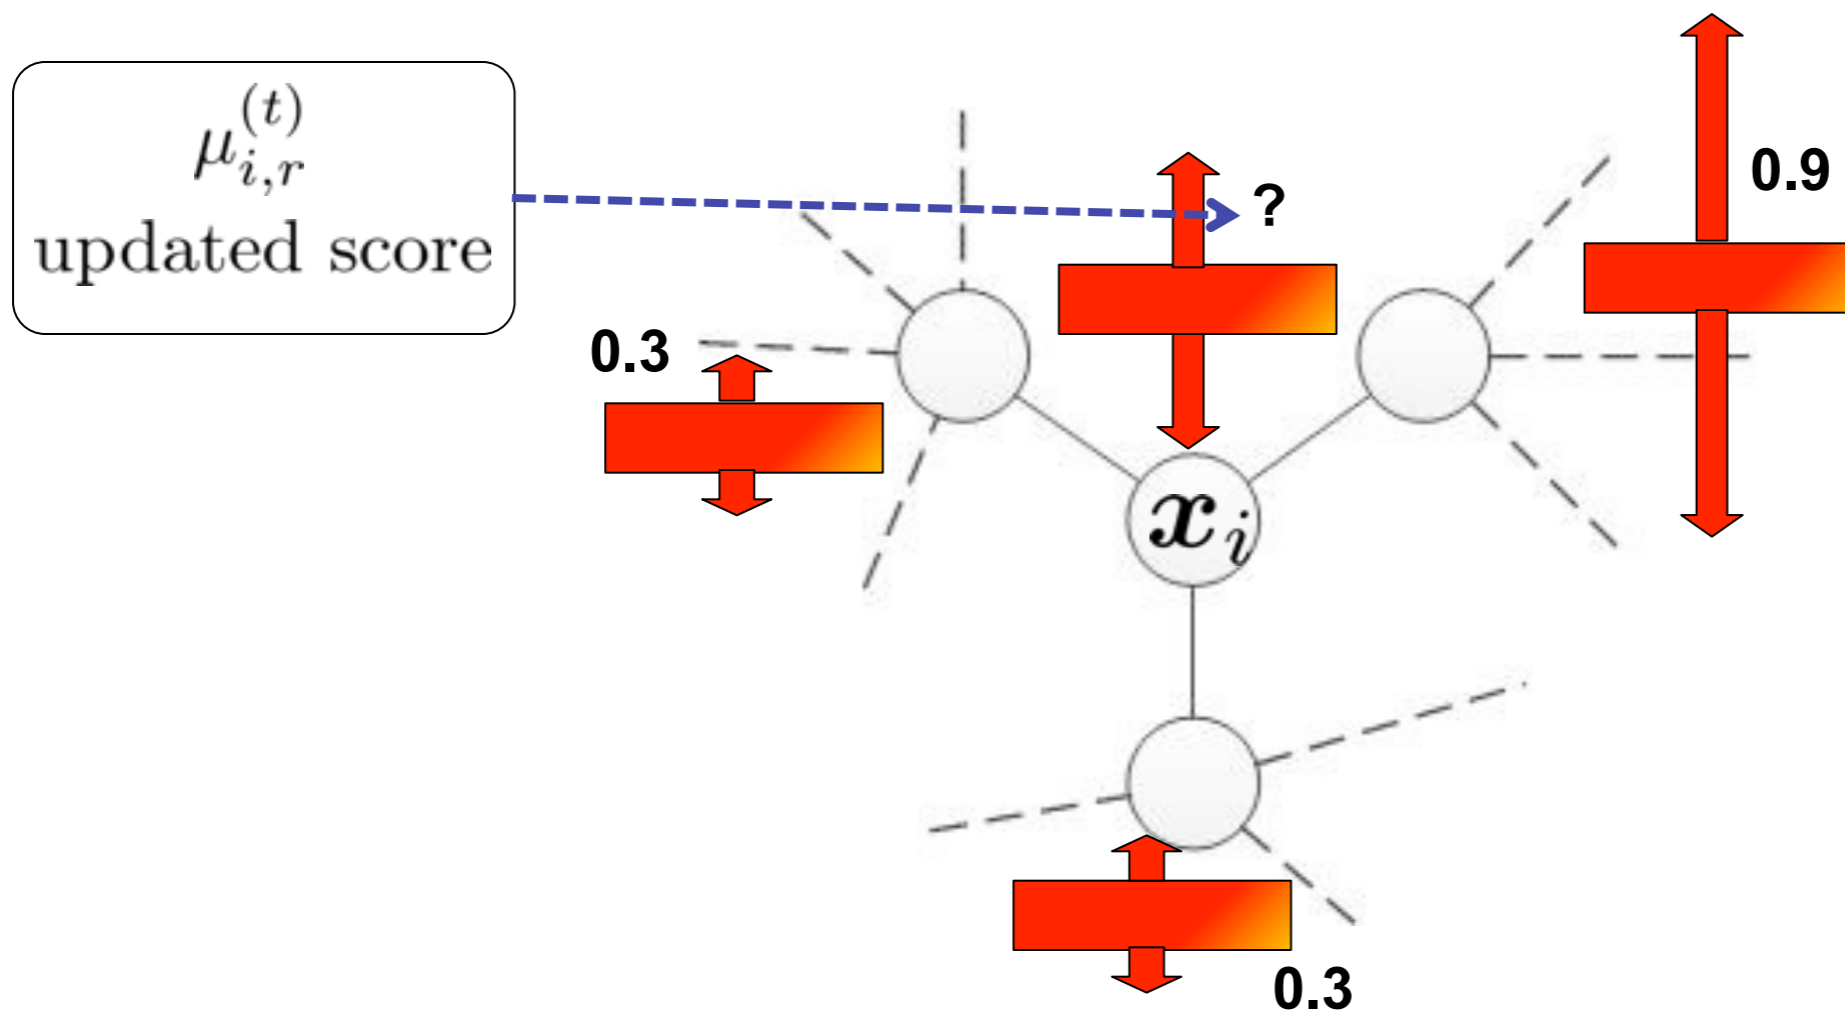 μ_{i,r}^{(t)}
updated score
?
0.9
0.3
x_i
0.3